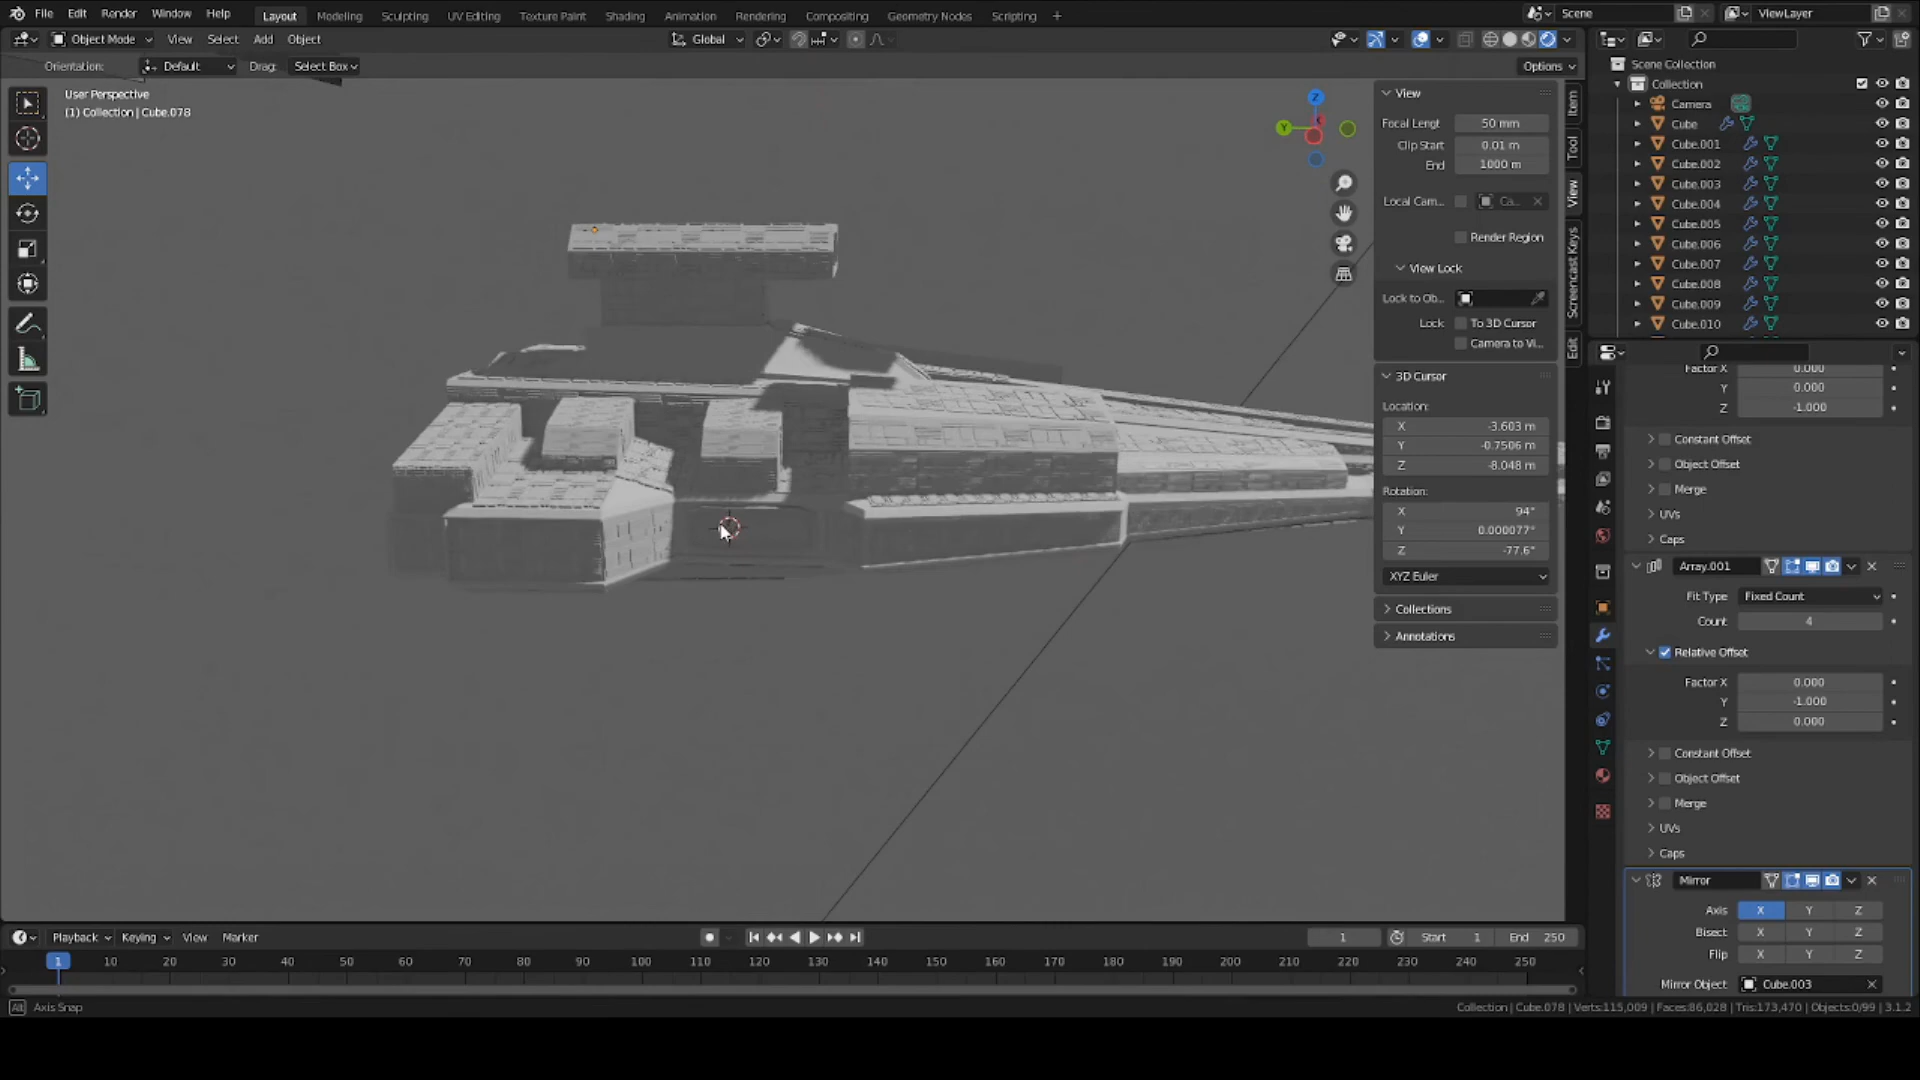 File Edit Render Window Help Layout Modeling Sculpting UV Editing Texture Paint Shading Animation Rendering Compositing Geometry Nodes Scripting + Scene ViewLayer
Object Mode View Select Add Object Global
Orientation: Default Drag: Select Box Options
User Perspective
(1) Collection | Cube.078
View
Focal Lengt 50 mm
Clip Start 0.01 m
End 1000 m
Local Cam... Ca...
Render Region
View Lock
Lock to Ob...
Lock: To 3D Cursor
Camera to Vi...
3D Cursor
Location:
X -3.603 m
Y -0.7506 m
Z -8.048 m
Rotation:
X 94°
Y 0.000077°
Z -77.6°
XYZ Euler
Collections
Annotations
Item
Tool
View
Screencast Keys
Edit
Scene Collection
Collection
Camera
Cube
Cube.001
Cube.002
Cube.003
Cube.004
Cube.005
Cube.006
Cube.007
Cube.008
Cube.009
Cube.010
Factor X 0.000
Y 0.000
Z -1.000
Constant Offset
Object Offset
Merge
UVs
Caps
Array.001
Fit Type Fixed Count
Count 4
Relative Offset
Factor X 0.000
Y -1.000
Z 0.000
Constant Offset
Object Offset
Merge
UVs
Caps
Mirror
Axis X Y Z
Bisect X Y Z
Flip X Y Z
Mirror Object Cube.003
Playback Keying View Marker 1 Start 1 End 250
1 10 20 30 40 50 60 70 80 90 100 110 120 130 140 150 160 170 180 190 200 210 220 230 240 250
Alt Axis Snap Collection | Cube.078 | Verts:115,009 | Faces:86,028 | Tris:173,470 | Objects:0/99 | 3.1.2